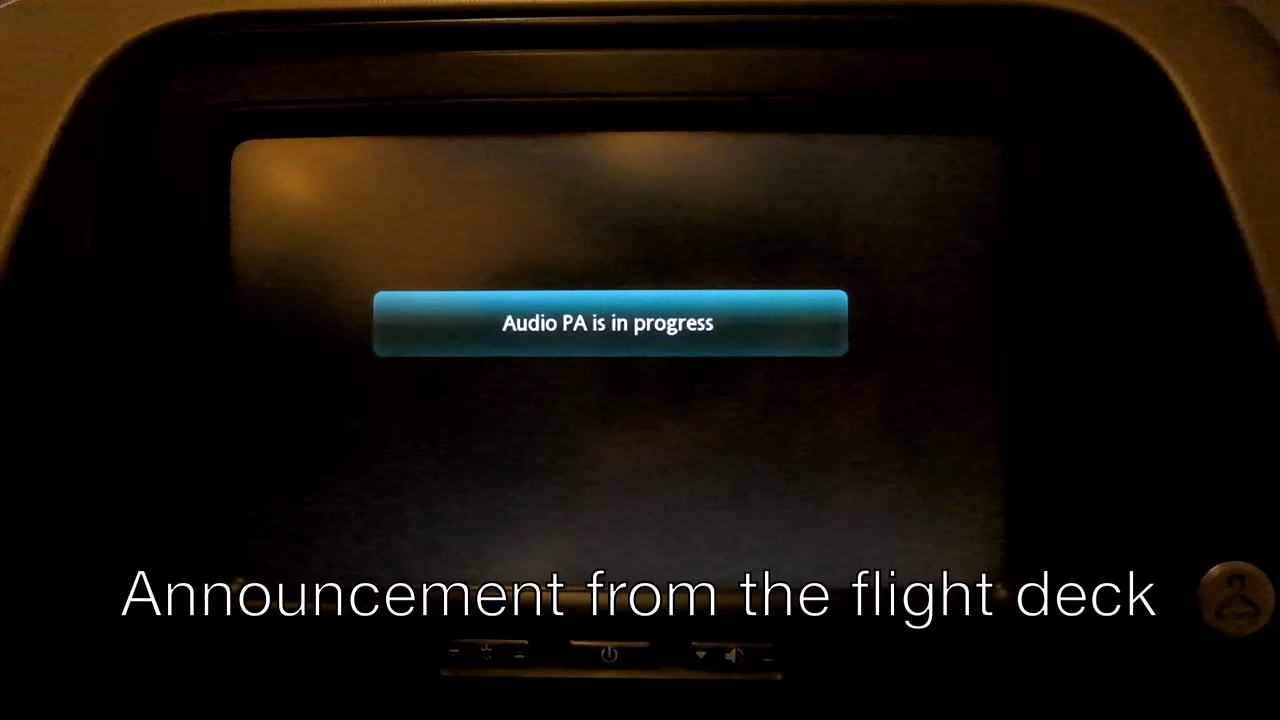 Audio PA is in progress
Announcement from the flight deck